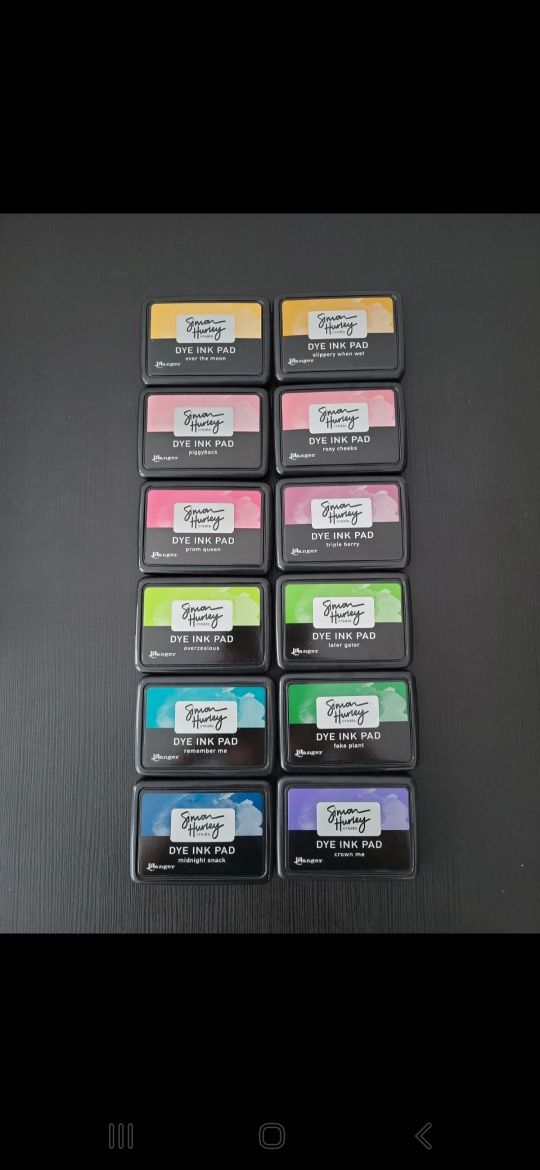 Simon
Hurley
create.
DYE INK PAD
over the moon
Ranger
Simon
Hurley
create.
DYE INK PAD
slippery when wet
Ranger
Simon
Hurley
create.
DYE INK PAD
piggyback
Ranger
Simon
Hurley
create.
DYE INK PAD
rosy cheeks
Ranger
Simon
Hurley
create.
DYE INK PAD
prom queen
Ranger
Simon
Hurley
create.
DYE INK PAD
triple berry
Ranger
Simon
Hurley
create.
DYE INK PAD
overzealous
Ranger
Simon
Hurley
create.
DYE INK PAD
later gator
Ranger
Simon
Hurley
create.
DYE INK PAD
remember me
Ranger
Simon
Hurley
create.
DYE INK PAD
fake plant
Ranger
Simon
Hurley
create.
DYE INK PAD
midnight snack
Ranger
Simon
Hurley
create.
DYE INK PAD
crown me
Ranger